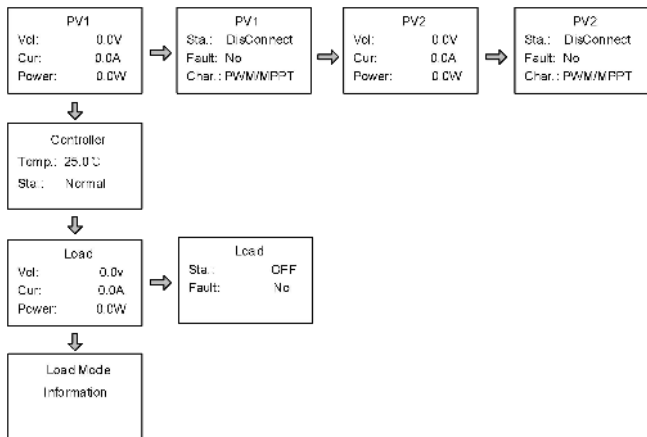 PV1
Vol: 0.0V
Cur: 0.0A
Power: 0.0W
PV1
Sta.: DisConnect
Fault: No
Char.: PWM/MPPT
PV2
Vol: 0.0V
Cur: 0.0A
Power: 0.0W
PV2
Sta.: DisConnect
Fault: No
Char.: PWM/MPPT
Controller
Temp.: 25.0℃
Sta.: Normal
Load
Vol: 0.0v
Cur: 0.0A
Power: 0.0W
Load
Sta.: OFF
Fault: No
Load Mode
Information